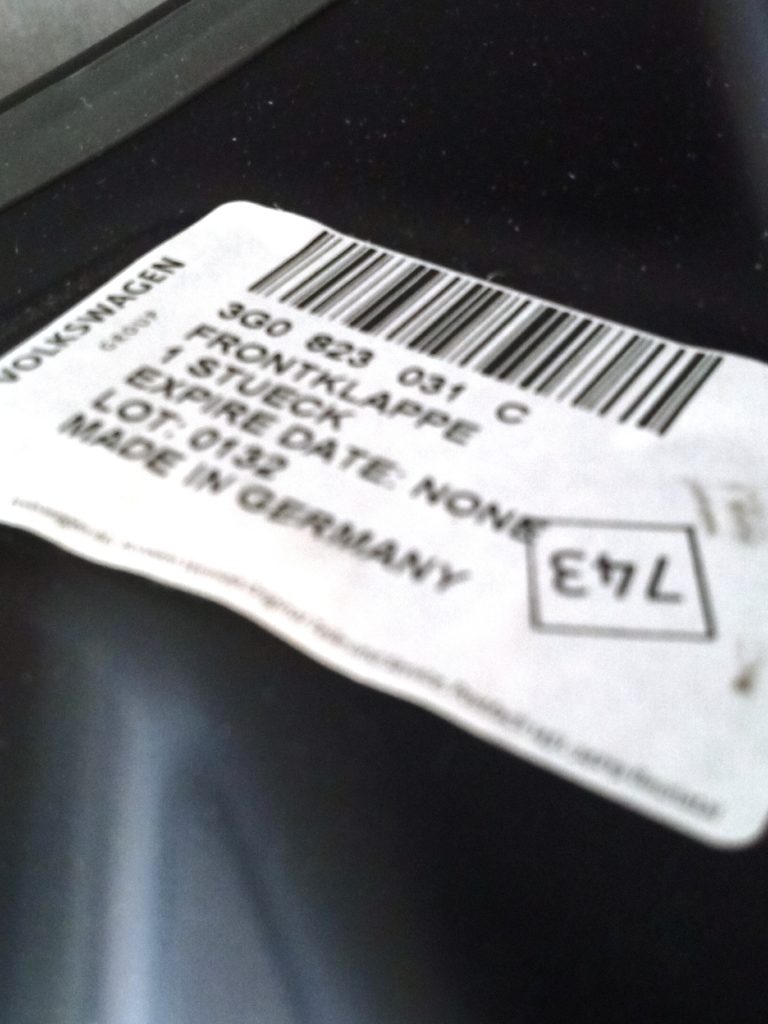 VOLKSWAGEN
GROUP
3G0 823 031 C
FRONTKLAPPE
1 STUECK
EXPIRE DATE: NONE
LOT: 0132
MADE IN GERMANY
743